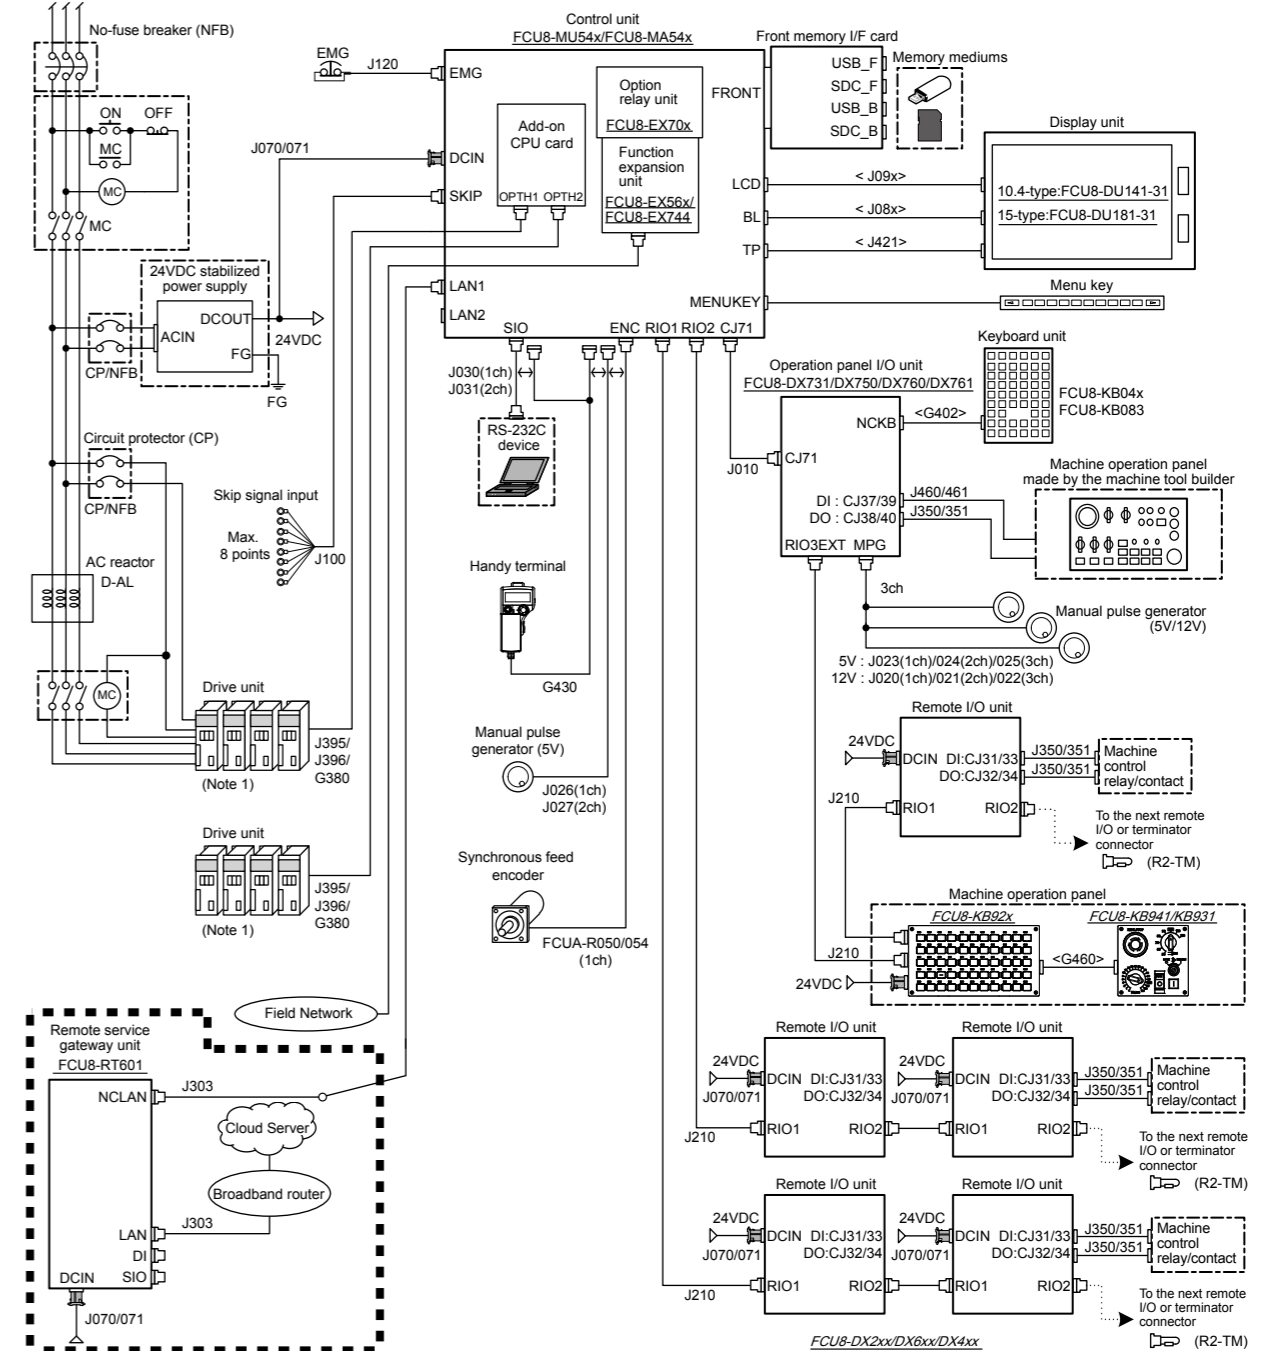 No-fuse breaker (NFB)
ON
OFF
MC
MC
MC
J070/071
24VDC stabilized
power supply
DCOUT
ACIN
FG
24VDC
FG
CP/NFB
Circuit protector (CP)
CP/NFB
AC reactor
D-AL
MC
Skip signal input
Max.
8 points
J100
Drive unit
J395/
J396/
G380
(Note 1)
Drive unit
J395/
J396/
G380
(Note 1)
Control unit
FCU8-MU54x/FCU8-MA54x
EMG
J120
EMG
DCIN
SKIP
LAN1
LAN2
Add-on
CPU card
OPTH1
OPTH2
Option
relay unit
FCU8-EX70x
Function
expansion
unit
FCU8-EX56x/
FCU8-EX744
FRONT
LCD
BL
TP
MENUKEY
SIO
ENC
RIO1
RIO2
CJ71
Front memory I/F card
USB_F
SDC_F
USB_B
SDC_B
Memory mediums
Display unit
10.4-type:FCU8-DU141-31
15-type:FCU8-DU181-31
< J09x>
< J08x>
< J421>
Menu key
Keyboard unit
FCU8-KB04x
FCU8-KB083
J030(1ch)
J031(2ch)
RS-232C
device
Handy terminal
G430
Manual pulse
generator (5V)
J026(1ch)
J027(2ch)
Synchronous feed
encoder
FCUA-R050/054
(1ch)
Operation panel I/O unit
FCU8-DX731/DX750/DX760/DX761
NCKB
<G402>
CJ71
J010
DI : CJ37/39
DO : CJ38/40
RIO3EXT
MPG
J460/461
J350/351
Machine operation panel
made by the machine tool builder
3ch
Manual pulse generator
(5V/12V)
5V : J023(1ch)/024(2ch)/025(3ch)
12V : J020(1ch)/021(2ch)/022(3ch)
Remote I/O unit
24VDC
DCIN
DI:CJ31/33
DO:CJ32/34
J350/351
J350/351
Machine
control
relay/contact
J210
RIO1
RIO2
To the next remote
I/O or terminator
connector
(R2-TM)
Machine operation panel
FCU8-KB92x
FCU8-KB941/KB931
J210
<G460>
24VDC
Field Network
Remote service
gateway unit
FCU8-RT601
NCLAN
J303
Cloud Server
Broadband router
LAN
J303
DI
SIO
DCIN
J070/071
Remote I/O unit
Remote I/O unit
24VDC
J070/071
DCIN
DI:CJ31/33
DO:CJ32/34
24VDC
J070/071
DCIN
DI:CJ31/33
DO:CJ32/34
J350/351
J350/351
Machine
control
relay/contact
J210
RIO1
RIO2
RIO1
RIO2
To the next remote
I/O or terminator
connector
(R2-TM)
Remote I/O unit
Remote I/O unit
24VDC
J070/071
DCIN
DI:CJ31/33
DO:CJ32/34
24VDC
J070/071
DCIN
DI:CJ31/33
DO:CJ32/34
J350/351
J350/351
Machine
control
relay/contact
J210
RIO1
RIO2
RIO1
RIO2
To the next remote
I/O or terminator
connector
(R2-TM)
FCU8-DX2xx/DX6xx/DX4xx